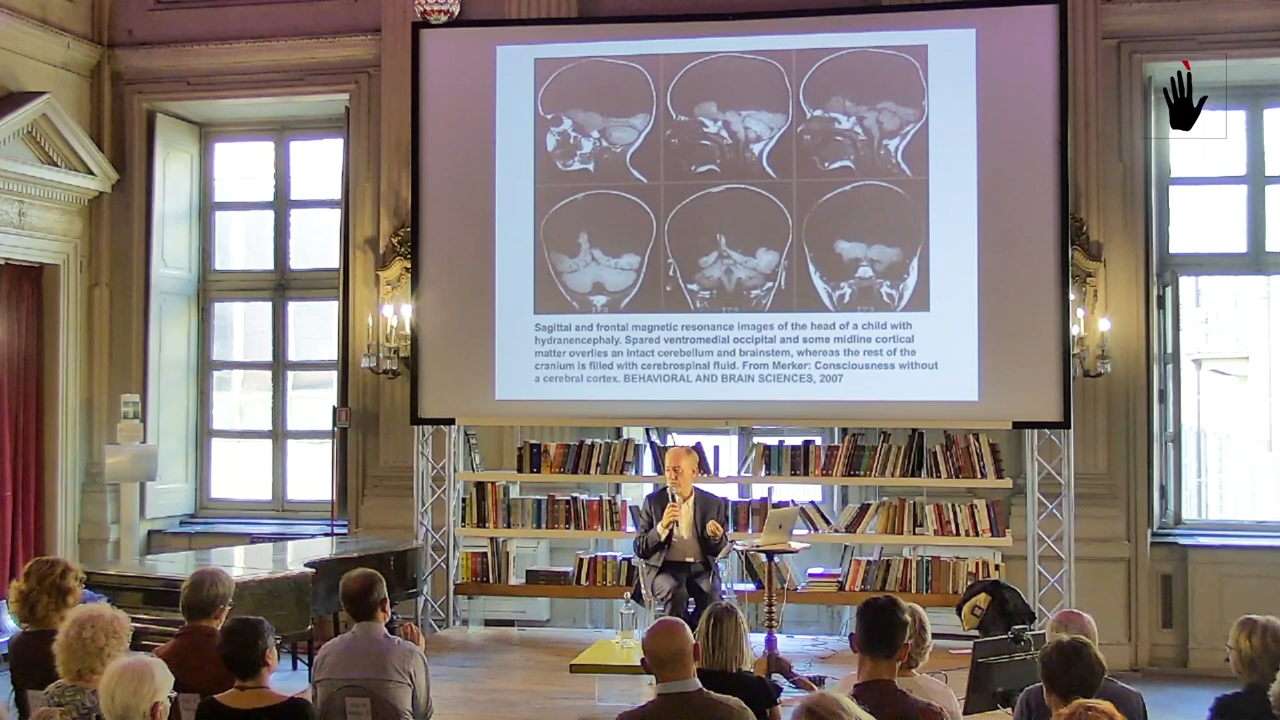 Sagittal and frontal magnetic resonance images of the head of a child with
hydranencephaly. Spared ventromedial occipital and some midline cortical
matter overlies an intact cerebellum and brainstem, whereas the rest of the
cranium is filled with cerebrospinal fluid. From Merker: Consciousness without
a cerebral cortex. BEHAVIORAL AND BRAIN SCIENCES, 2007